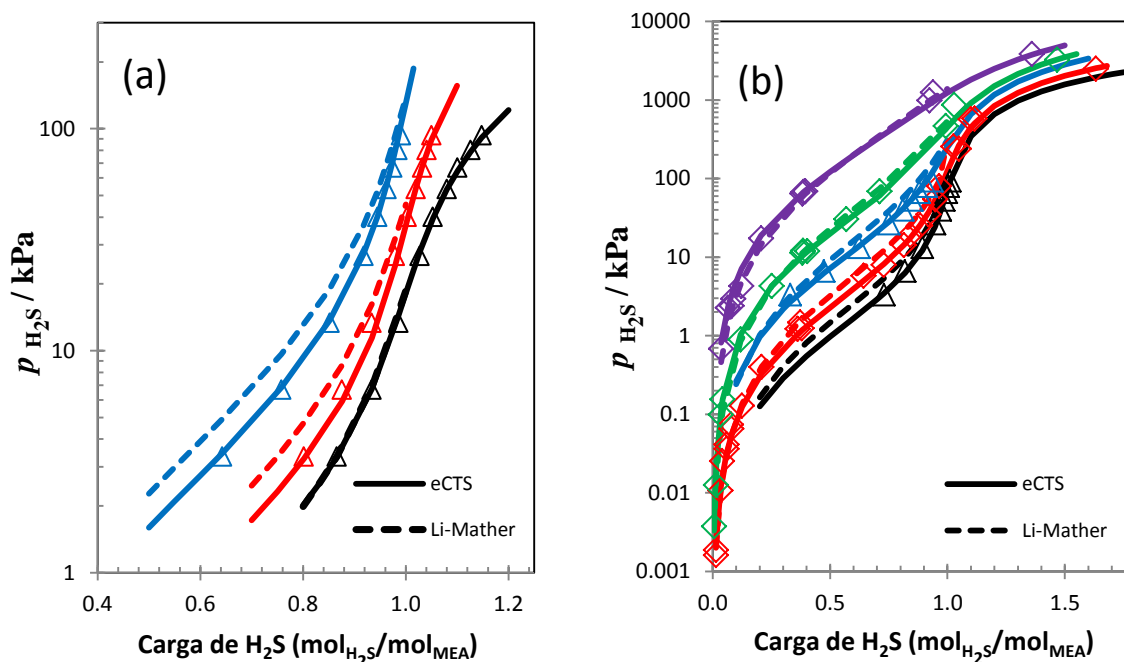 (a)
100
10
1
0.4
0.6
0.8
1.0
1.2
p H₂S / kPa
Carga de H₂S (molH₂S/molMEA)
eCTS
Li-Mather
(b)
10000
1000
100
10
1
0.1
0.01
0.001
0.0
0.5
1.0
1.5
p H₂S / kPa
Carga de H₂S (molH₂S/molMEA)
eCTS
Li-Mather